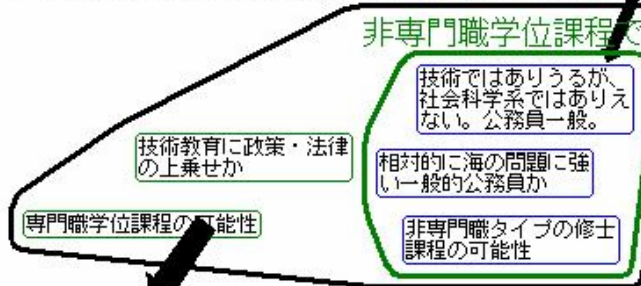 非専門職学位課程で
技術ではありうるが、
社会科学系ではありえ
ない。公務員一般。
技術教育に政策・法律
の上乗せか
相対的に海の問題に強
い一般的公務員か
専門職学位課程の可能性
非専門職タイプの修士
課程の可能性